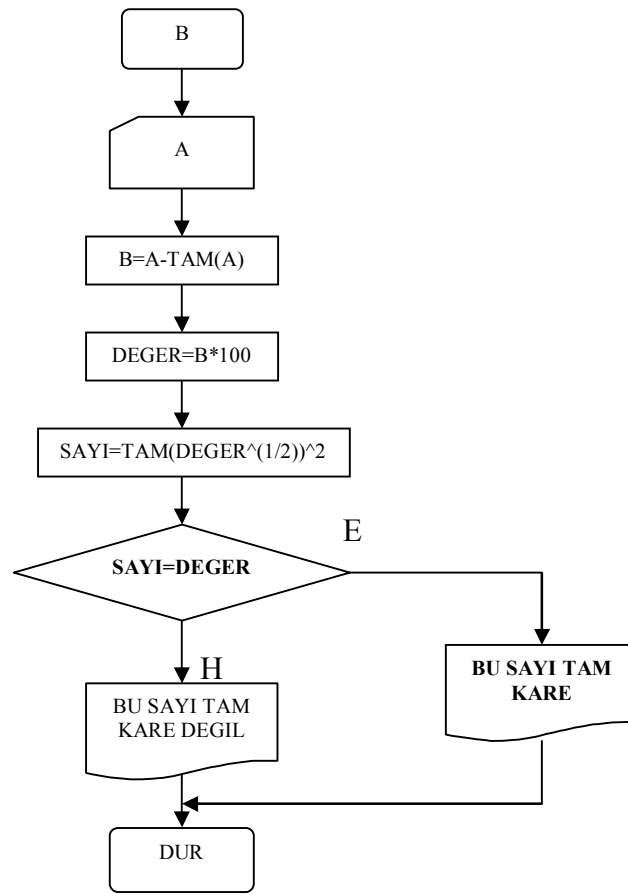 B
A
B=A-TAM(A)
DEGER=B*100
SAYI=TAM(DEGER^(1/2))^2
E
SAYI=DEGER
H
BU SAYI TAM
KARE DEGIL
BU SAYI TAM
KARE
DUR